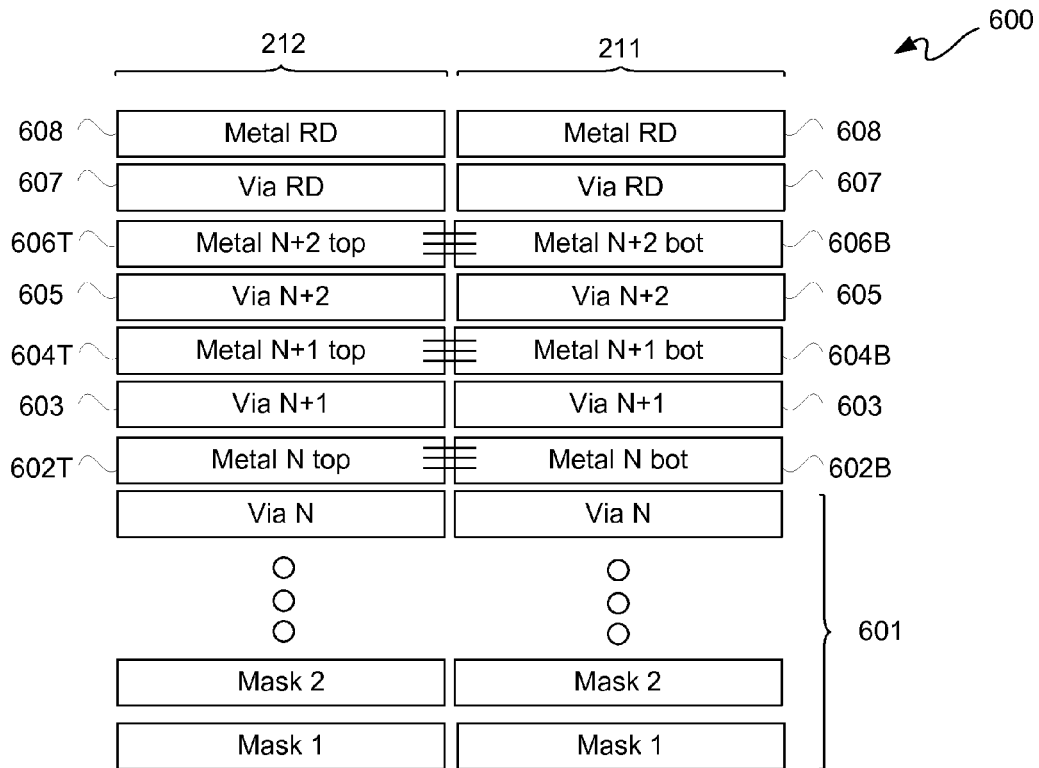 600
212 211
608 Metal RD Metal RD 608
607 Via RD Via RD 607
606T Metal N+2 top Metal N+2 bot 606B
605 Via N+2 Via N+2 605
604T Metal N+1 top Metal N+1 bot 604B
603 Via N+1 Via N+1 603
602T Metal N top Metal N bot 602B
Via N Via N
601
Mask 2 Mask 2
Mask 1 Mask 1